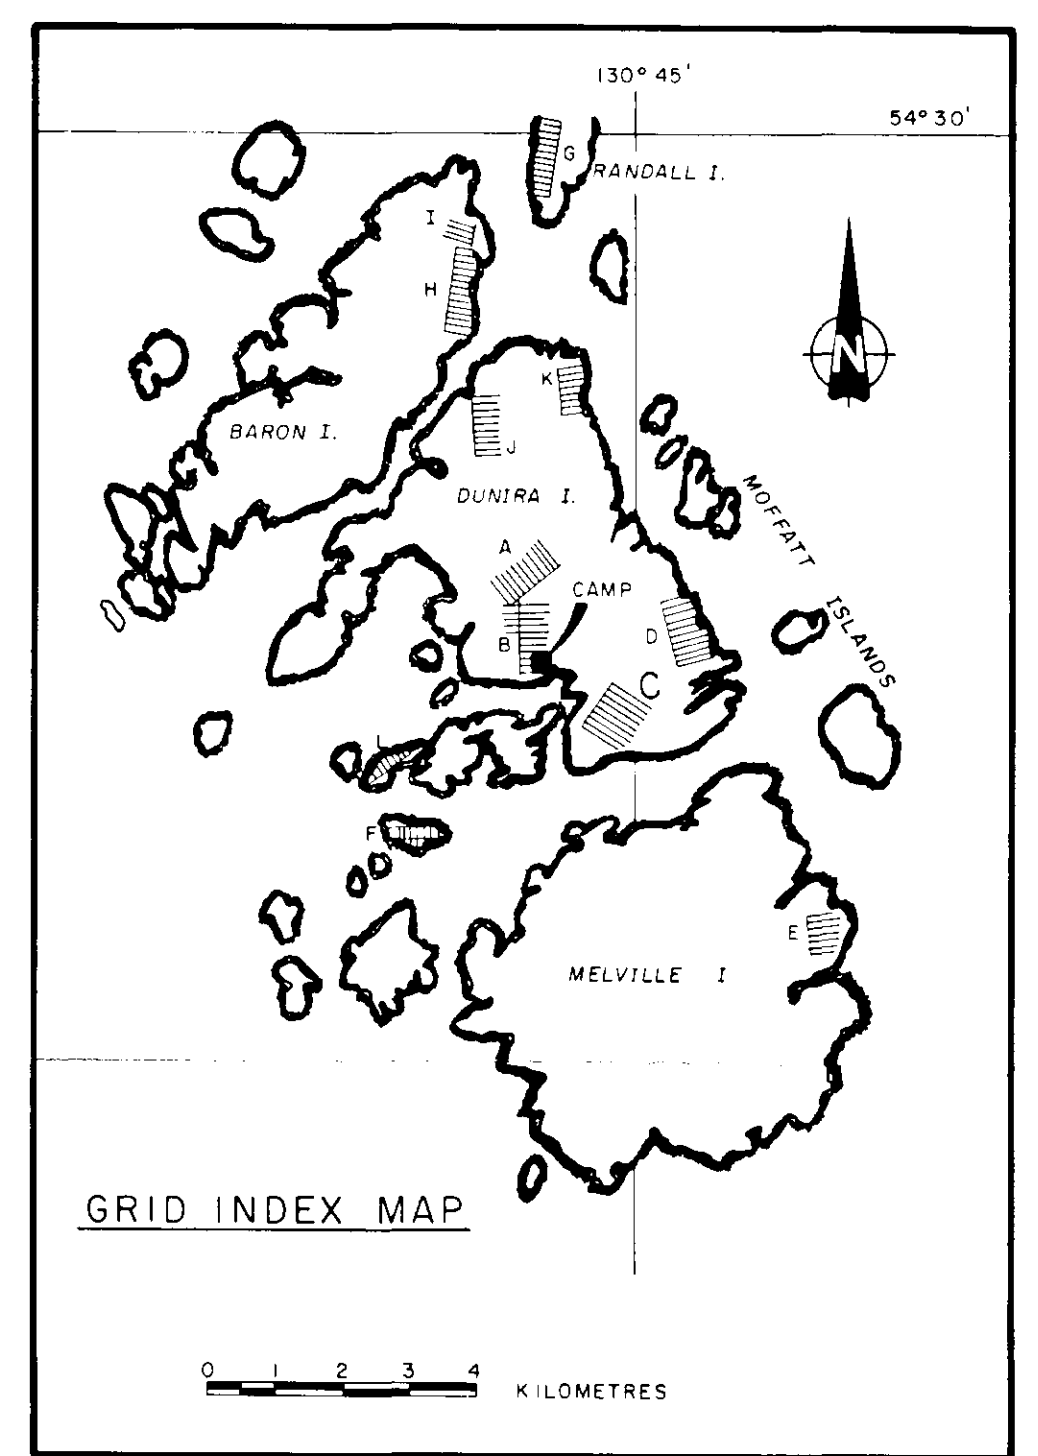 130° 45'
54° 30'
G
RANDALL I.
I
H
N
K
BARON I.
J
DUNIRA I.
MOFFATT ISLANDS
A
CAMP
B
D
C
L
F
E
MELVILLE I
GRID INDEX MAP
0 1 2 3 4
KILOMETRES